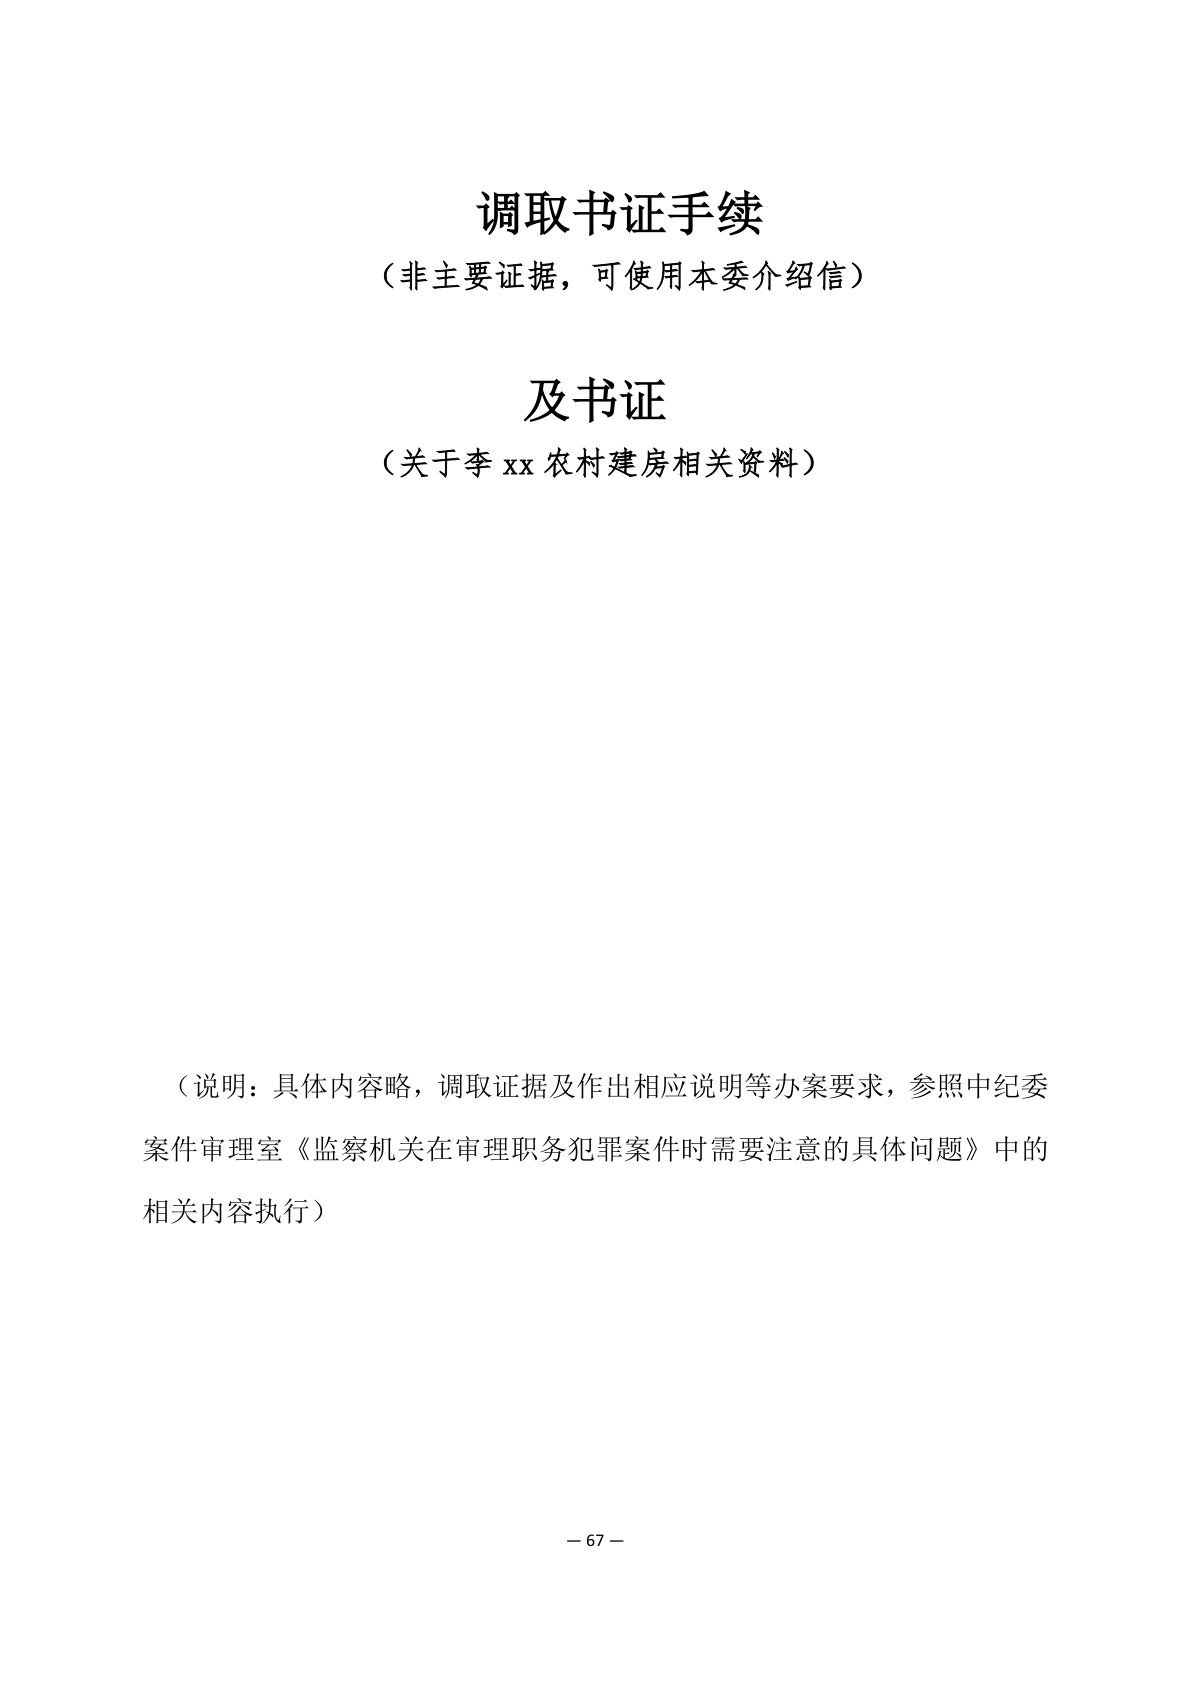 调取书证手续
（非主要证据，可使用本委介绍信）
及书证
（关于李 xx 农村建房相关资料）
（说明：具体内容略，调取证据及作出相应说明等办案要求，参照中纪委
案件审理室《监察机关在审理职务犯罪案件时需要注意的具体问题》中的
相关内容执行）
— 67 —